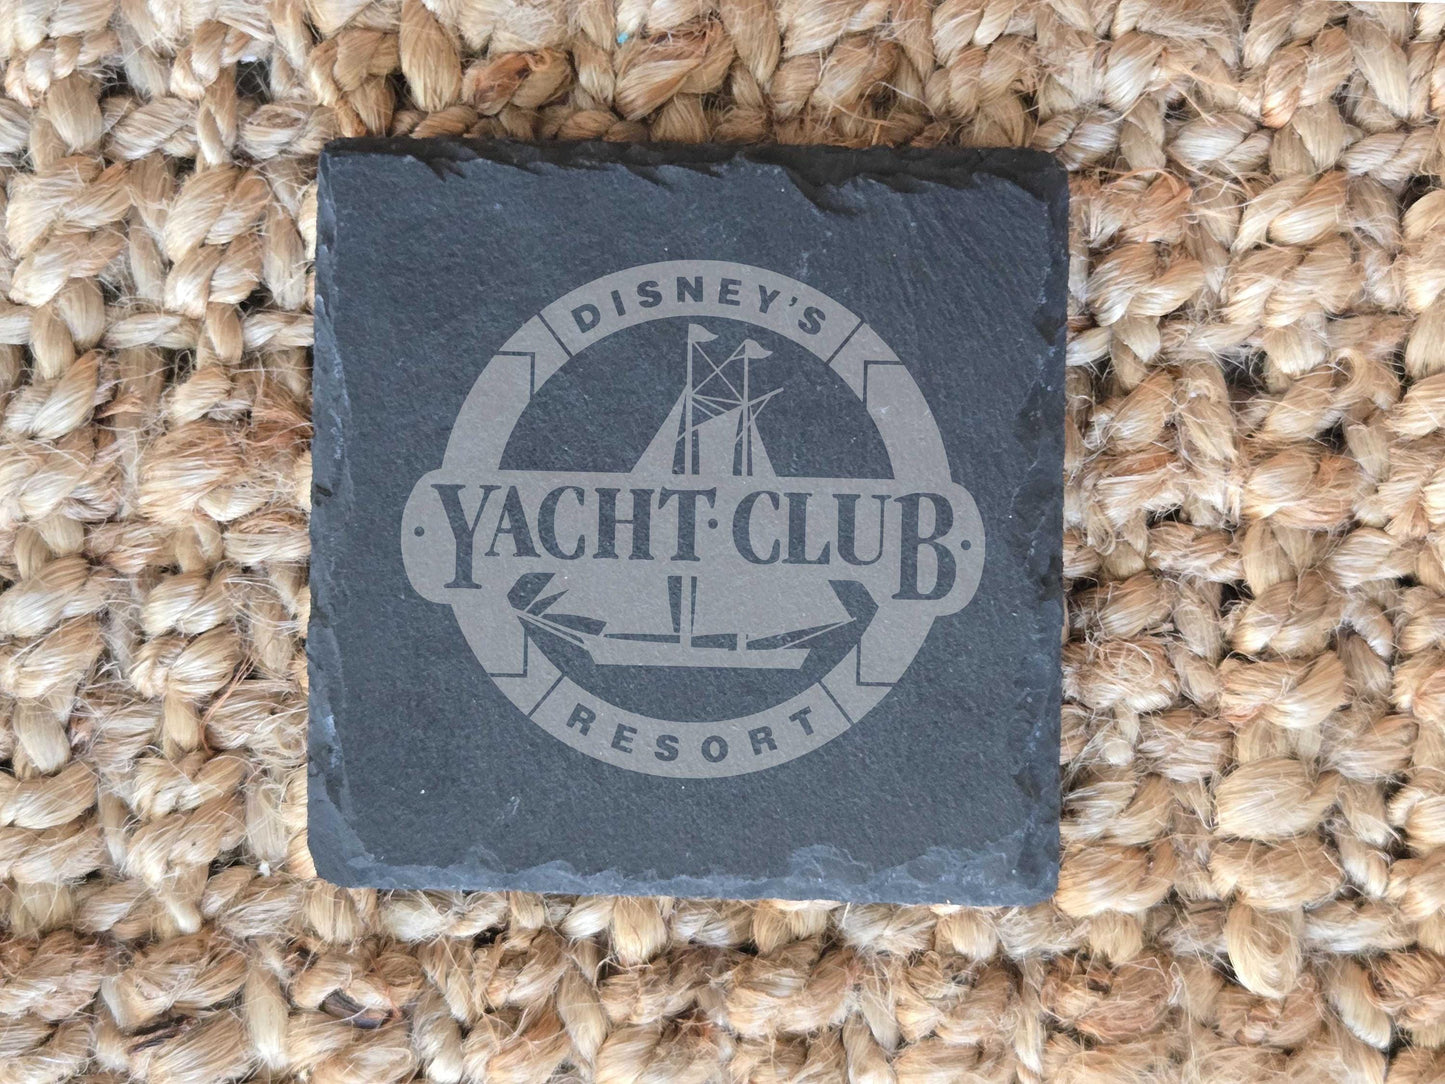 DISNEY'S
YACHT·CLUB
RESORT